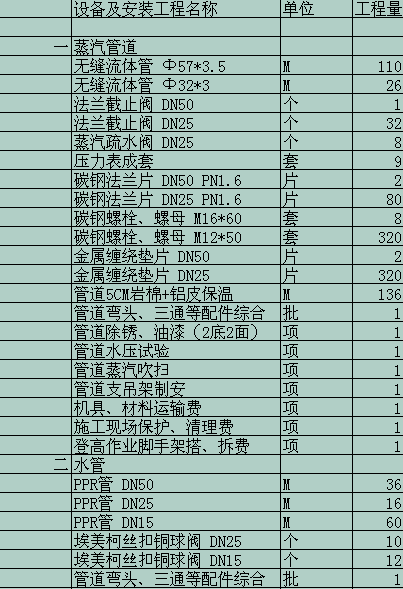 设备及安装工程名称 单位 工程量
一 蒸汽管道
无缝流体管 Φ57*3.5 M 110
无缝流体管 Φ32*3 M 26
法兰截止阀 DN50 个 1
法兰截止阀 DN25 个 32
蒸汽疏水阀 DN25 个 8
压力表成套 套 9
碳钢法兰片 DN50 PN1.6 片 2
碳钢法兰片 DN25 PN1.6 片 80
碳钢螺栓、螺母 M16*60 套 8
碳钢螺栓、螺母 M12*50 套 320
金属缠绕垫片 DN50 片 2
金属缠绕垫片 DN25 片 320
管道5CM岩棉+铝皮保温 M 136
管道弯头、三通等配件综合 批 1
管道除锈、油漆（2底2面） 项 1
管道水压试验 项 1
管道蒸汽吹扫 项 1
管道支吊架制安 项 1
机具、材料运输费 项 1
施工现场保护、清理费 项 1
登高作业脚手架搭、拆费 项 1
二 水管
PPR管 DN50 M 36
PPR管 DN25 M 16
PPR管 DN15 M 60
埃美柯丝扣铜球阀 DN25 个 10
埃美柯丝扣铜球阀 DN15 个 12
管道弯头、三通等配件综合 批 1